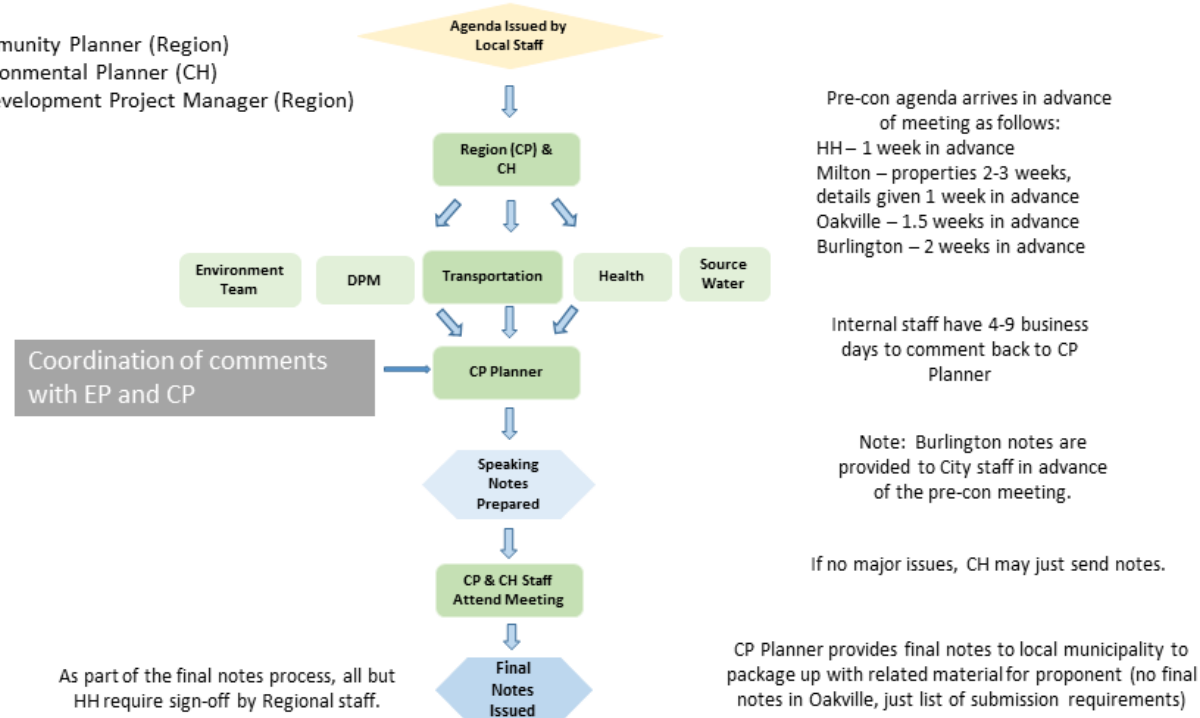 Agenda Issued by
Local Staff
munity Planner (Region)
onmental Planner (CH)
evelopment Project Manager (Region)
Region (CP) &
CH
Pre-con agenda arrives in advance
of meeting as follows:
HH – 1 week in advance
Milton – properties 2-3 weeks,
details given 1 week in advance
Oakville – 1.5 weeks in advance
Burlington – 2 weeks in advance
Environment
Team
DPM
Transportation
Health
Source
Water
Internal staff have 4-9 business
days to comment back to CP
Planner
Coordination of comments
with EP and CP
CP Planner
Note: Burlington notes are
provided to City staff in advance
of the pre-con meeting.
Speaking
Notes
Prepared
If no major issues, CH may just send notes.
CP & CH Staff
Attend Meeting
As part of the final notes process, all but
HH require sign-off by Regional staff.
Final
Notes
Issued
CP Planner provides final notes to local municipality to
package up with related material for proponent (no final
notes in Oakville, just list of submission requirements)